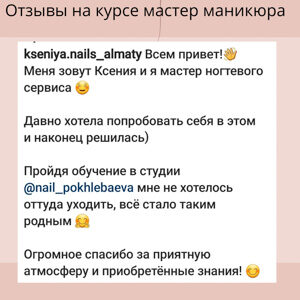 Отзывы на курсе мастер маникюра
kseniya.nails_almaty Всем привет!👋
Меня зовут Ксения и я мастер ногтевого
сервиса 😉
Давно хотела попробовать себя в этом
и наконец решилась)
Пройдя обучение в студии
@nail_pokhlebaeva мне не хотелось
оттуда уходить, всё стало таким
родным 🤗
Огромное спасибо за приятную
атмосферу и приобретённые знания! 😊